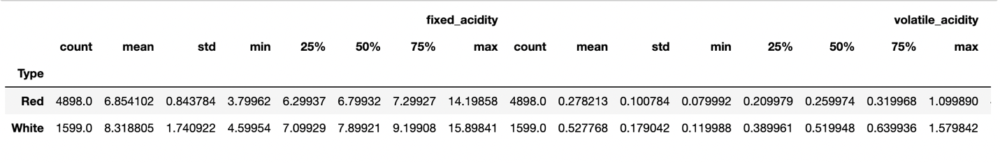 fixed_acidity volatile_acidity
count mean std min 25% 50% 75% max count mean std min 25% 50% 75% max
Type
Red 4898.0 6.854102 0.843784 3.79962 6.29937 6.79932 7.29927 14.19858 4898.0 0.278213 0.100784 0.079992 0.209979 0.259974 0.319968 1.099890
White 1599.0 8.318805 1.740922 4.59954 7.09929 7.89921 9.19908 15.89841 1599.0 0.527768 0.179042 0.119988 0.389961 0.519948 0.639936 1.579842